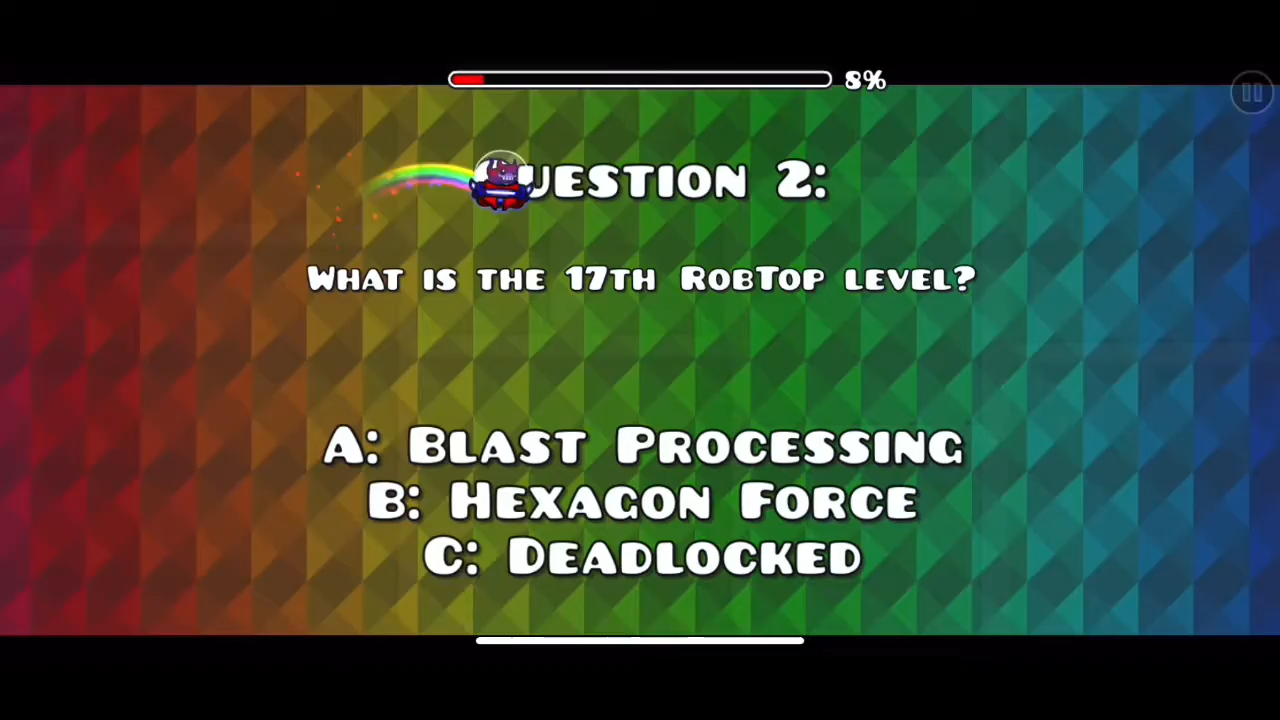 8%
UESTION 2:
What is the 17th RobTop level?
A: Blast Processing
B: Hexagon Force
C: Deadlocked